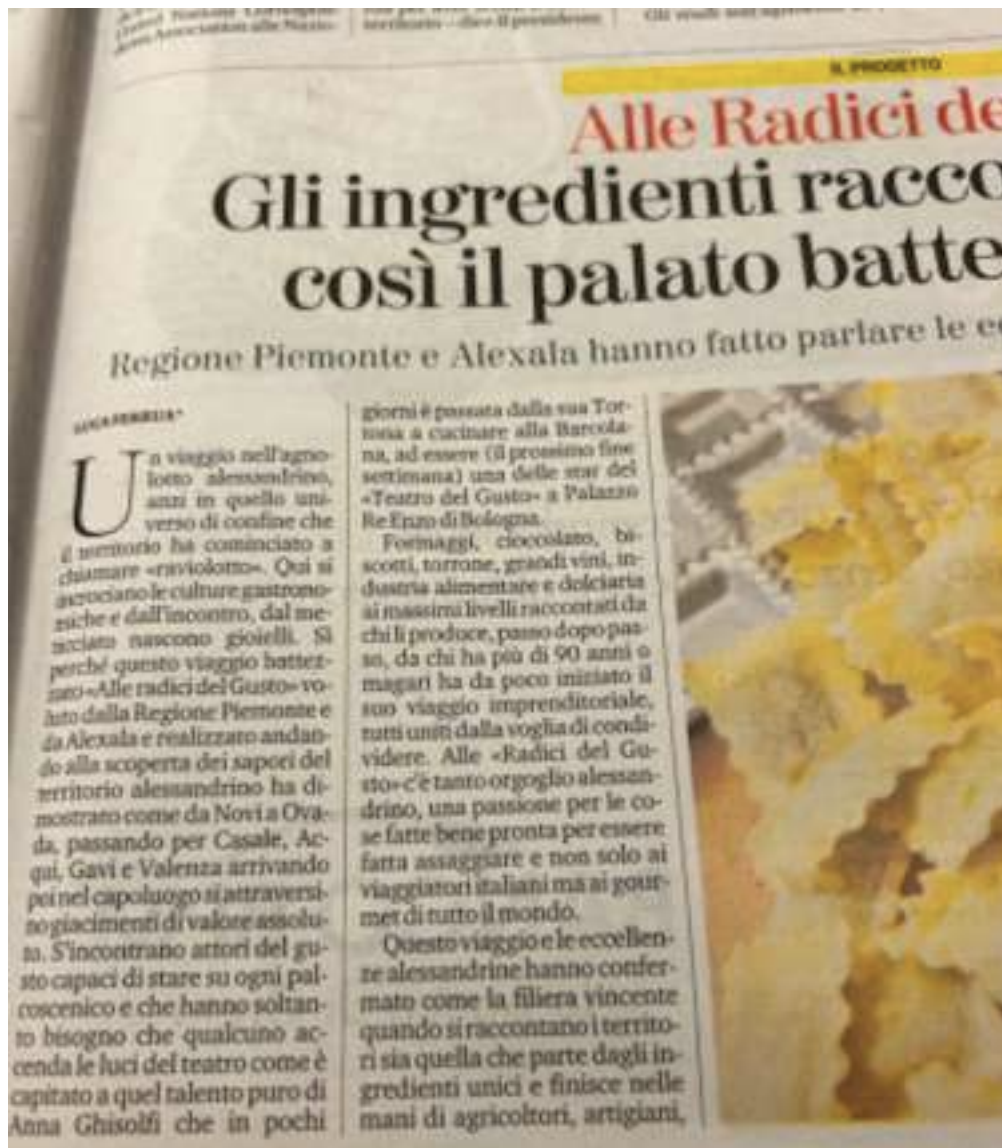 territorio —dice il presidente
IL PROGETTO
Alle Radici de
Gli ingredienti racco
così il palato batte
Regione Piemonte e Alexala hanno fatto parlare le e
Un viaggio nell'agno-
lotto alessandrino,
anzi in quello uni-
verso di confine che
il territorio ha cominciato a
chiamare «raviolotto». Qui si
incrociano le culture gastrono-
miche e dall'incontro, dal me-
ticciato nascono gioielli. Sì
perché questo viaggio battez-
zato «Alle radici del Gusto» vo-
luto dalla Regione Piemonte e
da Alexala e realizzato andan-
do alla scoperta dei sapori del
territorio alessandrino ha di-
mostrato come da Novi a Ova-
da, passando per Casale, Ac-
qui, Gavi e Valenza arrivando
poi nel capoluogo si attraversi-
no giacimenti di valore assolu-
to. S'incontrano attori del gu-
sto capaci di stare su ogni pal-
coscenico e che hanno soltan-
to bisogno che qualcuno ac-
cenda le luci del teatro come è
capitato a quel talento puro di
Anna Ghisolfi che in pochi
giorni è passata dalla sua Tor-
tona a cucinare alla Barcola-
na, ad essere (il prossimo fine
settimana) una delle star del
«Teatro del Gusto» a Palazzo
Re Enzo di Bologna.
Formaggi, cioccolato, bi-
scotti, torrone, grandi vini, in-
dustria alimentare e dolciaria
ai massimi livelli raccontati da
chi li produce, passo dopo pas-
so, da chi ha più di 90 anni o
magari ha da poco iniziato il
suo viaggio imprenditoriale,
tutti uniti dalla voglia di condi-
videre. Alle «Radici del Gu-
sto» c'è tanto orgoglio alessan-
drino, una passione per le co-
se fatte bene pronta per essere
fatta assaggiare e non solo ai
viaggiatori italiani ma ai gour-
met di tutto il mondo.
Questo viaggio e le eccellen-
ze alessandrine hanno confer-
mato come la filiera vincente
quando si raccontano i territo-
ri sia quella che parte dagli in-
gredienti unici e finisce nelle
mani di agricoltori, artigiani,